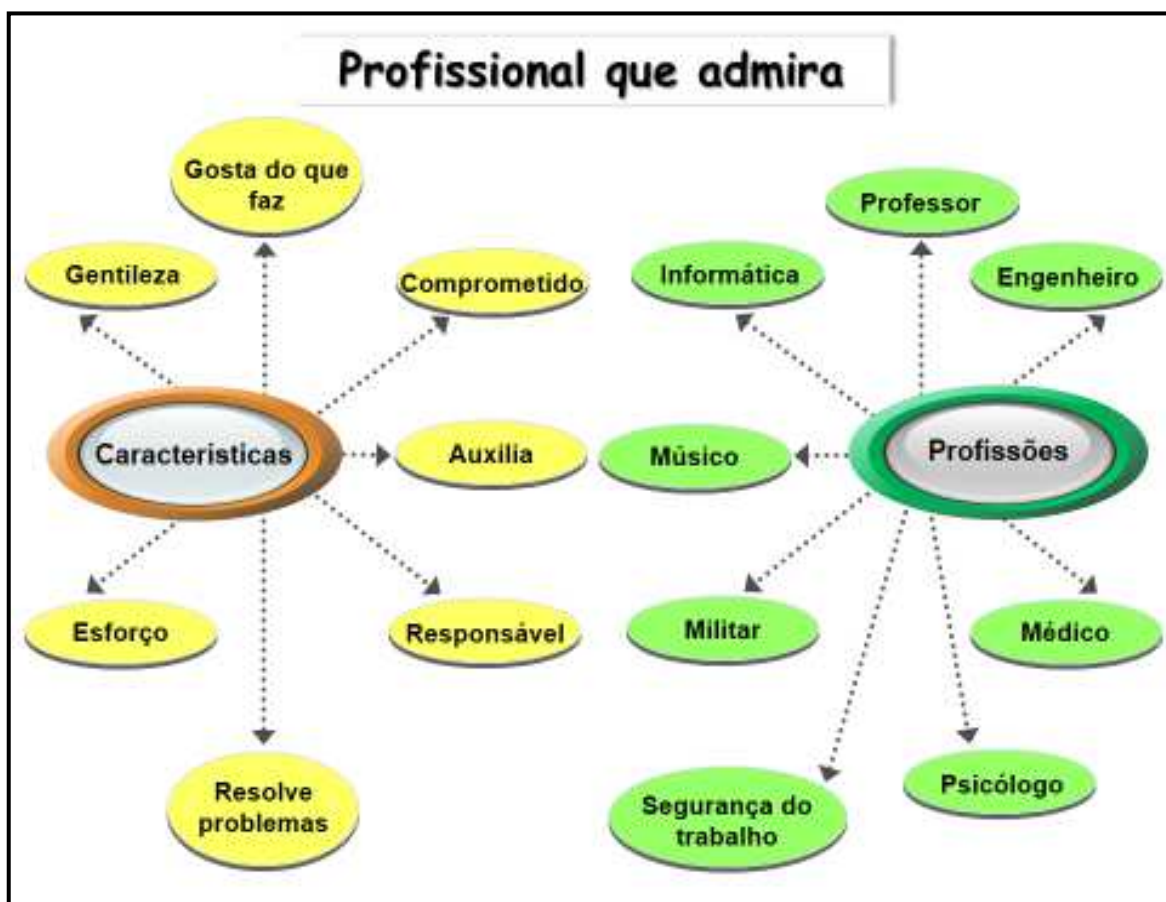 Profissional que admira
Gosta do que
faz
Gentileza
Comprometido
Características
Auxilia
Esforço
Responsável
Resolve
problemas
Professor
Informática
Engenheiro
Músico
Profissões
Militar
Médico
Segurança do
trabalho
Psicólogo